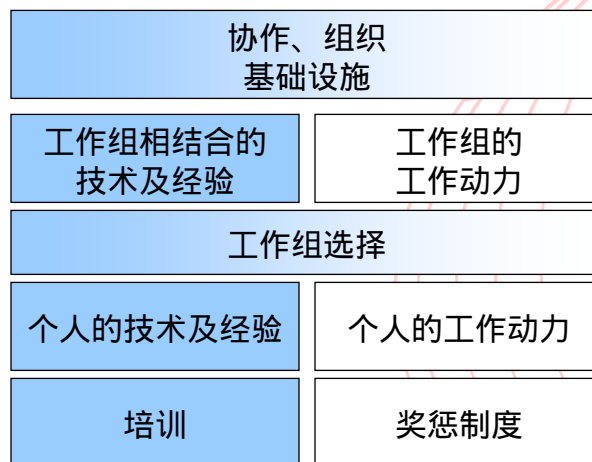 协作、组织
基础设施
工作组相结合的
技术及经验
工作组的
工作动力
工作组选择
个人的技术及经验
个人的工作动力
培训
奖惩制度